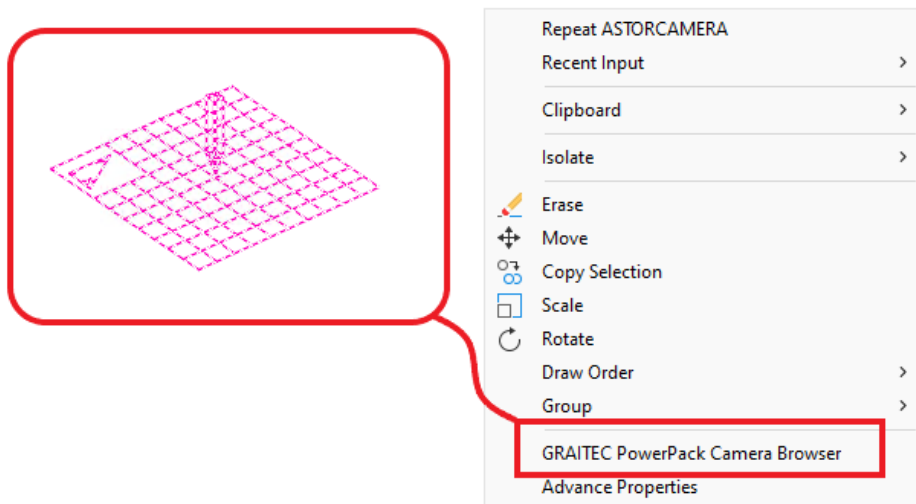 Repeat ASTORCAMERA
Recent Input
Clipboard
Isolate
Erase
Move
Copy Selection
Scale
Rotate
Draw Order
Group
GRAITEC PowerPack Camera Browser
Advance Properties